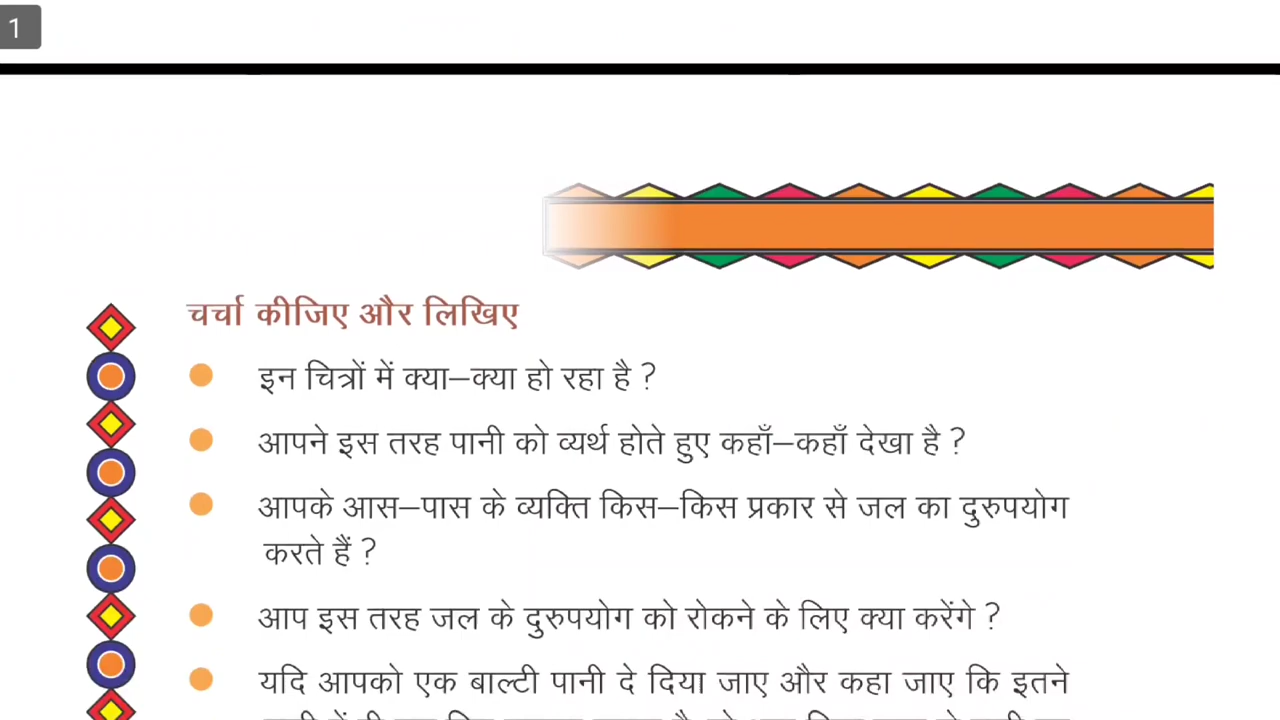 1
चर्चा कीजिए और लिखिए
इन चित्रों में क्या–क्या हो रहा है ?
आपने इस तरह पानी को व्यर्थ होते हुए कहाँ–कहाँ देखा है ?
आपके आस–पास के व्यक्ति किस–किस प्रकार से जल का दुरुपयोग
करते हैं ?
आप इस तरह जल के दुरुपयोग को रोकने के लिए क्या करेंगे ?
यदि आपको एक बाल्टी पानी दे दिया जाए और कहा जाए कि इतने